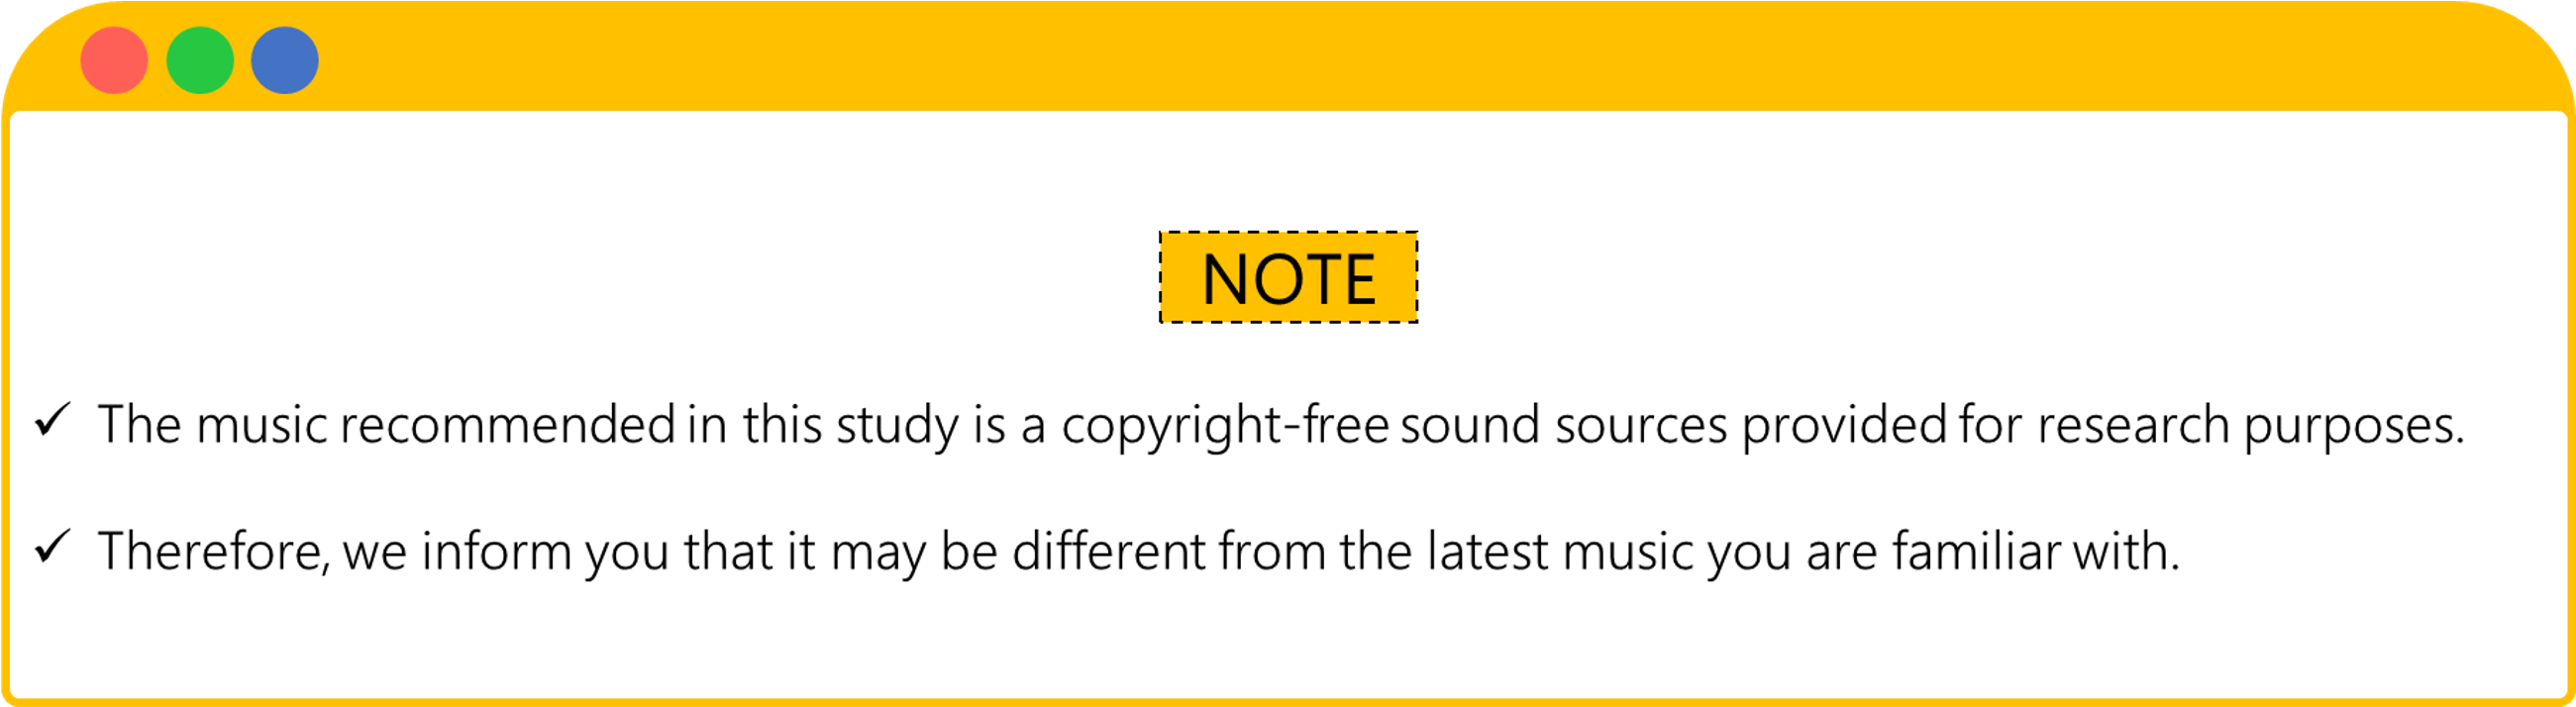 NOTE
✓ The music recommended in this study is a copyright-free sound sources provided for research purposes.
✓ Therefore, we inform you that it may be different from the latest music you are familiar with.